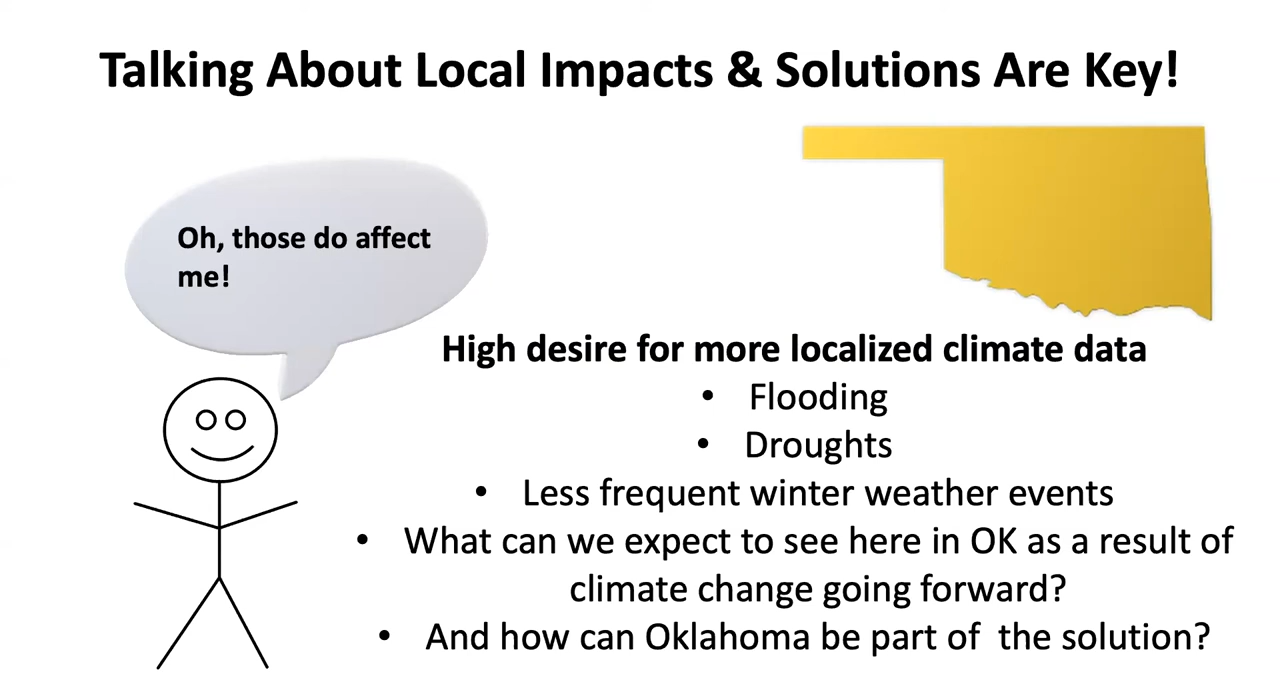 Talking About Local Impacts & Solutions Are Key!
Oh, those do affect
me!
High desire for more localized climate data
• Flooding
• Droughts
• Less frequent winter weather events
• What can we expect to see here in OK as a result of
climate change going forward?
• And how can Oklahoma be part of  the solution?